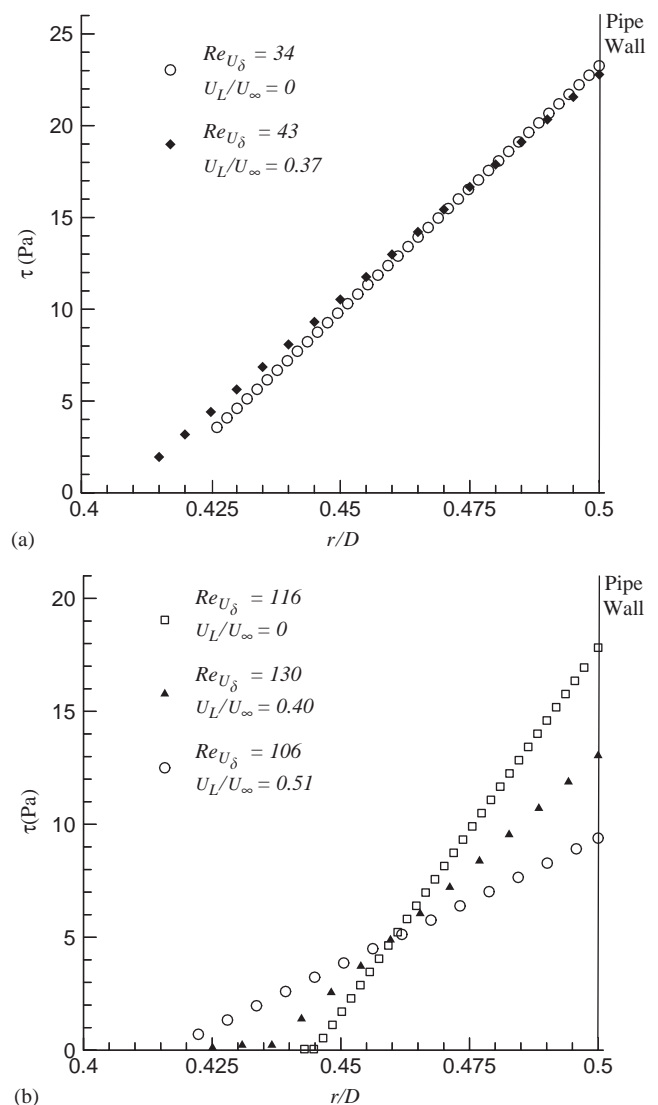 25
20
15
10
5
0
τ (Pa)
Re_{U_δ} = 34
U_L/U_∞ = 0
Re_{U_δ} = 43
U_L/U_∞ = 0.37
Pipe
Wall
0.4
0.425
0.45
0.475
0.5
(a)
r/D
20
15
10
5
0
τ(Pa)
Re_{U_δ} = 116
U_L/U_∞ = 0
Re_{U_δ} = 130
U_L/U_∞ = 0.40
Re_{U_δ} = 106
U_L/U_∞ = 0.51
Pipe
Wall
0.4
0.425
0.45
0.475
0.5
(b)
r/D